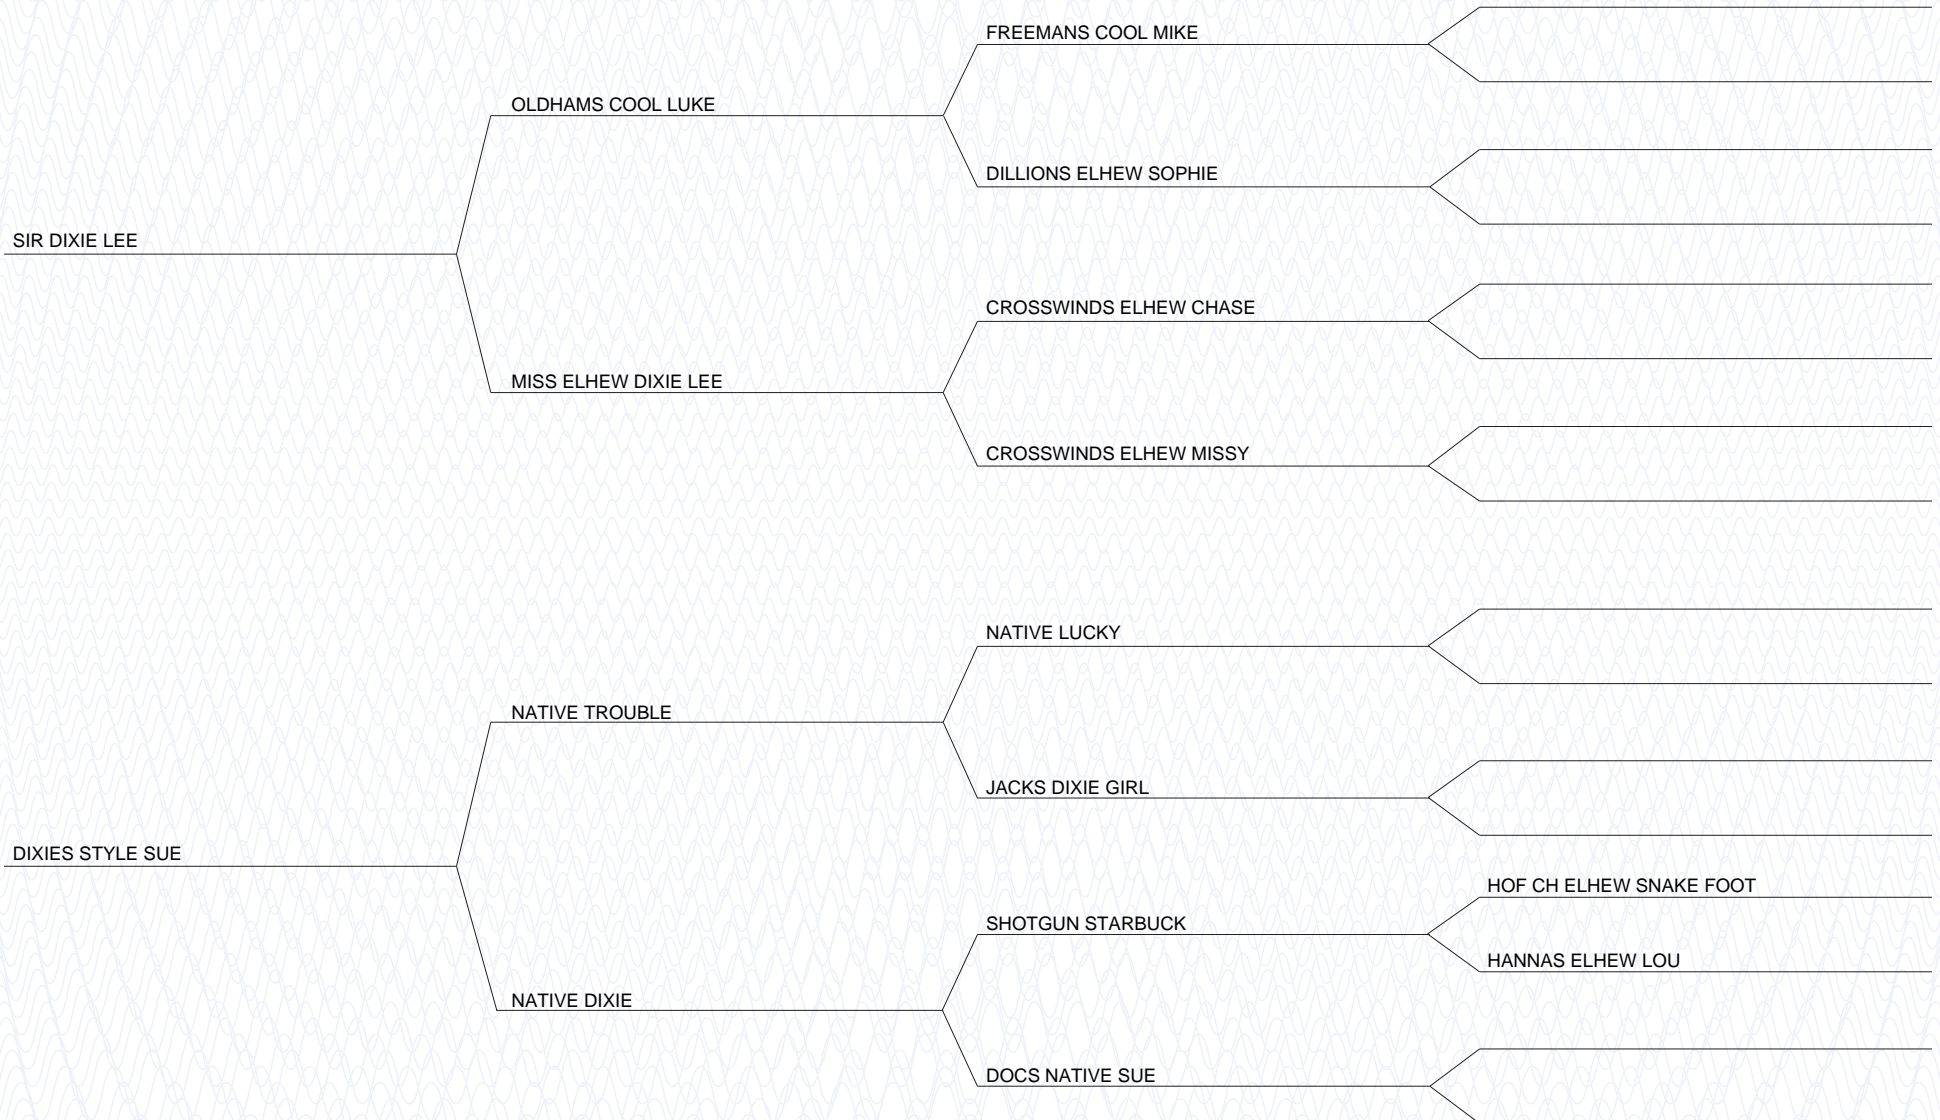 FREEMANS COOL MIKE
OLDHAMS COOL LUKE
DILLIONS ELHEW SOPHIE
SIR DIXIE LEE
CROSSWINDS ELHEW CHASE
MISS ELHEW DIXIE LEE
CROSSWINDS ELHEW MISSY
NATIVE LUCKY
NATIVE TROUBLE
JACKS DIXIE GIRL
DIXIES STYLE SUE
HOF CH ELHEW SNAKE FOOT
SHOTGUN STARBUCK
HANNAS ELHEW LOU
NATIVE DIXIE
DOCS NATIVE SUE